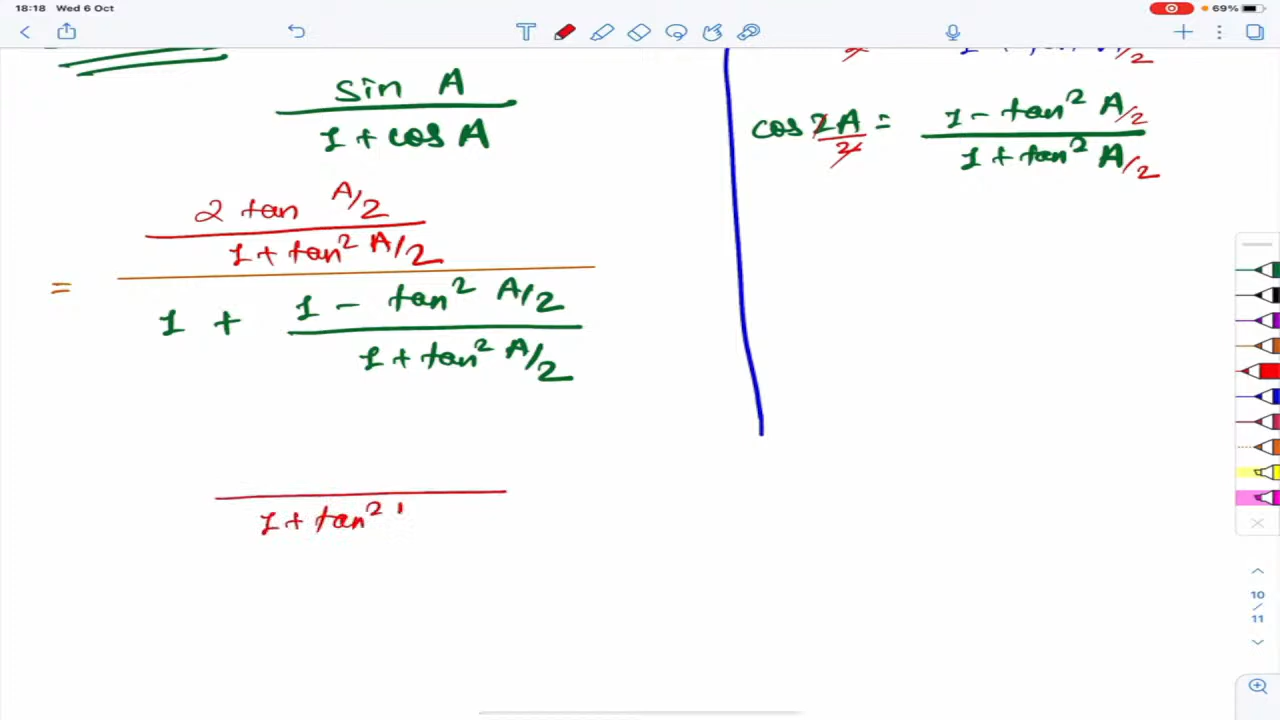 18:18 Wed 6 Oct
69%
sin A
1 + cos A
2 tan A/2
1 + tan² A/2
=
1 + 1 - tan² A/2
1 + tan² A/2
1 + tan²
cos 2A/2 = 1 - tan² A/2
1 + tan² A/2
10
/
11